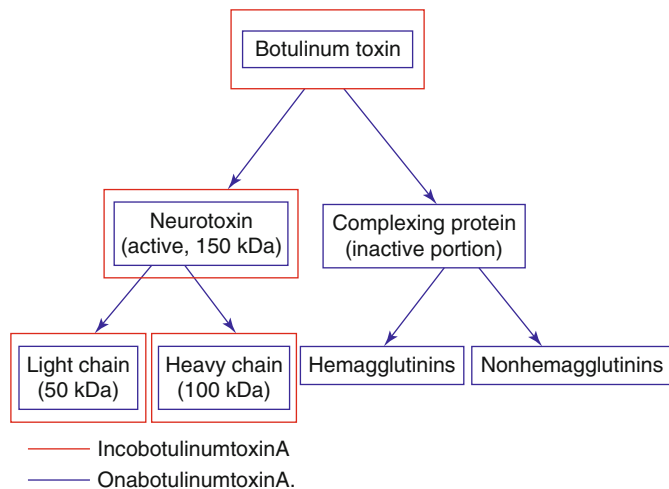 Botulinum toxin
Neurotoxin
(active, 150 kDa)
Complexing protein
(inactive portion)
Light chain
(50 kDa)
Heavy chain
(100 kDa)
Hemagglutinins
Nonhemagglutinins
IncobotulinumtoxinA
OnabotulinumtoxinA.